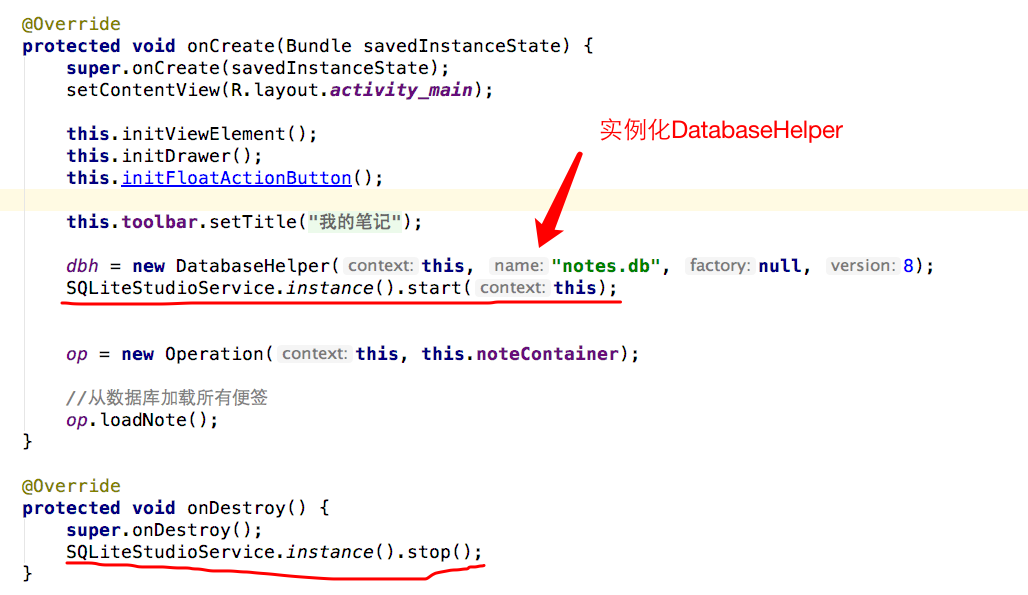 @Override
protected void onCreate(Bundle savedInstanceState) {
super.onCreate(savedInstanceState);
setContentView(R.layout.activity_main);
实例化DatabaseHelper
this.initViewElement();
this.initDrawer();
this.initFloatActionButton();
this.toolbar.setTitle("我的笔记");
dbh = new DatabaseHelper( context: this, name: "notes.db", factory: null, version: 8);
SQLiteStudioService.instance().start( context: this);
op = new Operation( context: this, this.noteContainer);
//从数据库加载所有便签
op.loadNote();
}
@Override
protected void onDestroy() {
super.onDestroy();
SQLiteStudioService.instance().stop();
}